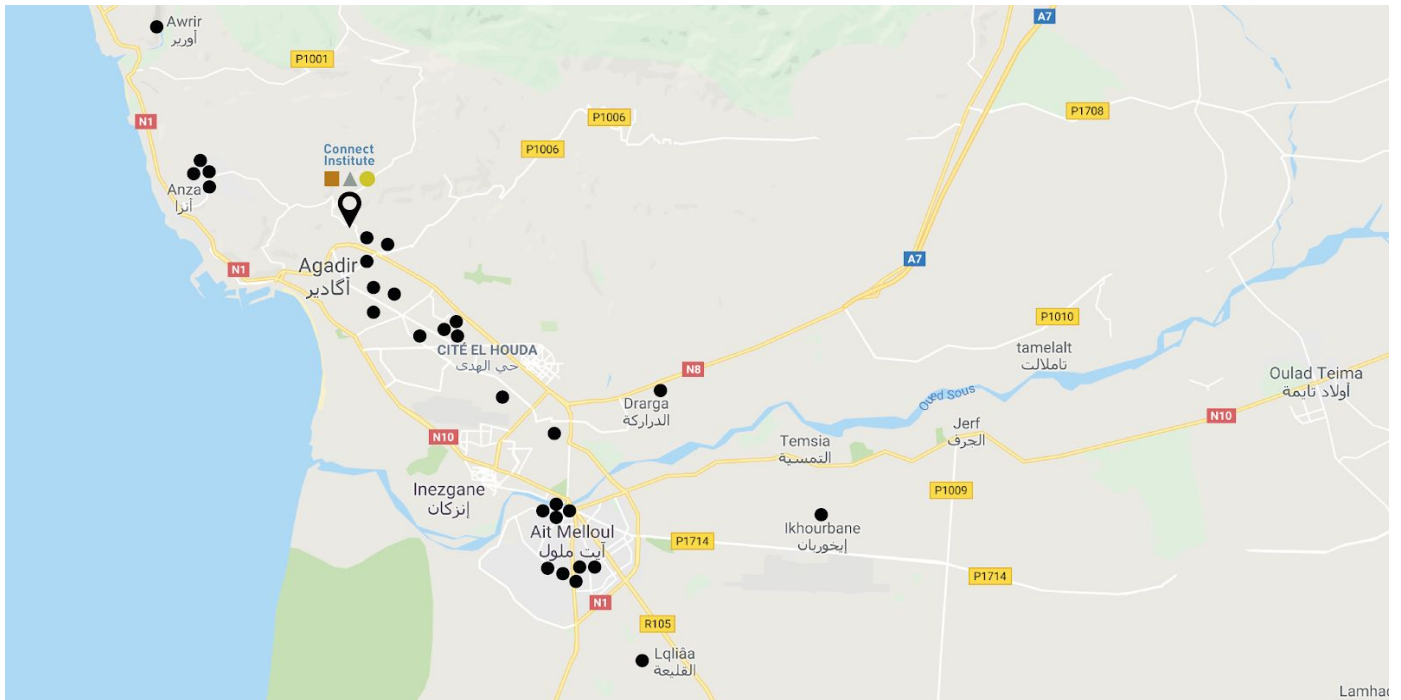 Awrir
أورير
A7
P1001
P1708
P1006
N1
P1006
Connect
Institute
Anza
أنزا
A7
Agadir
أڭادير
N1
P1010
CITÉ EL HOUDA
حي الهدى
tamelalt
تاملالت
N8
Oulad Teima
أولاد تايمة
Drarga
الدراركة
Oued Sous
N10
N10
Jerf
الجرف
Temsia
التمسية
Inezgane
إنزكان
P1009
Ait Melloul
آيت ملول
Ikhourbane
إيخوربان
P1714
P1714
N1
R105
Lqliâa
القليعة